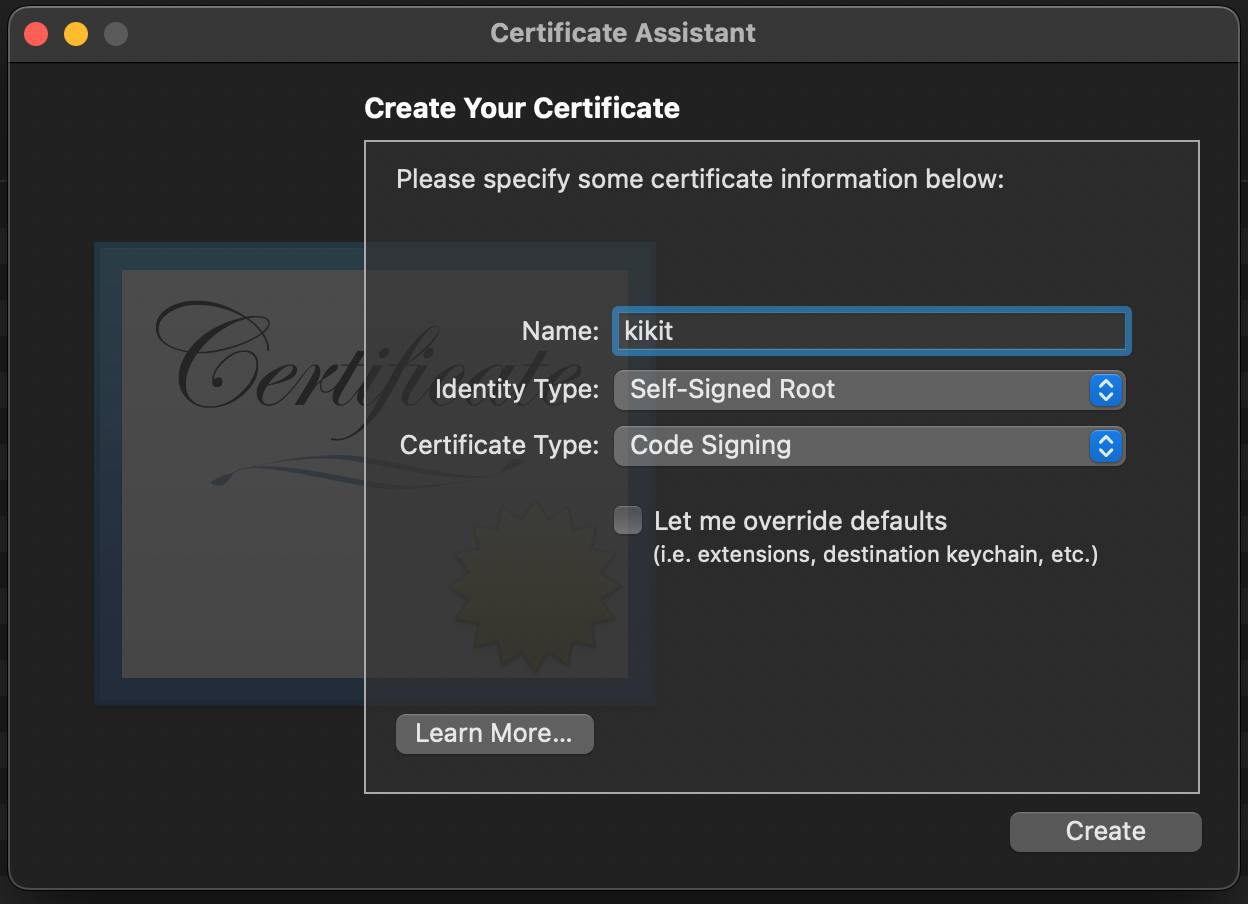 Certificate Assistant
Create Your Certificate
Please specify some certificate information below:
Certificate
Name: kikit
Identity Type: Self-Signed Root
Certificate Type: Code Signing
Let me override defaults
(i.e. extensions, destination keychain, etc.)
Learn More...
Create